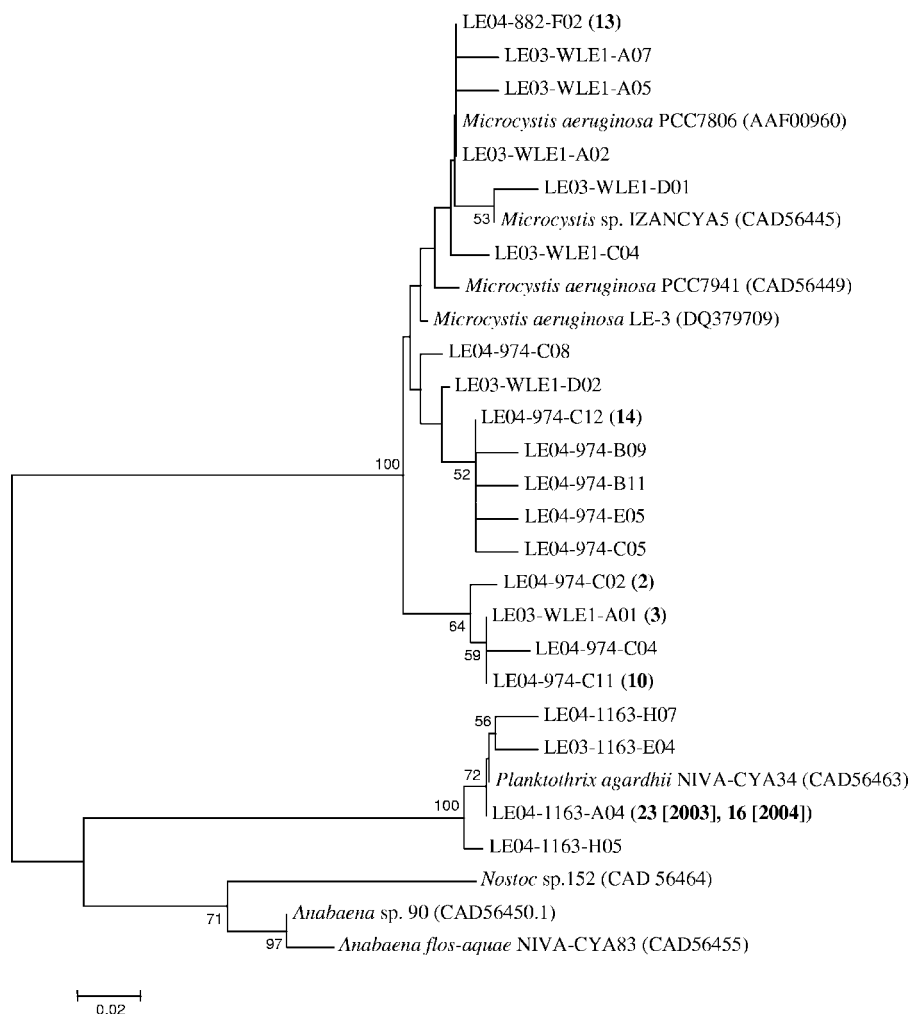 LE04-882-F02 (13)
LE03-WLE1-A07
LE03-WLE1-A05
Microcystis aeruginosa PCC7806 (AAF00960)
LE03-WLE1-A02
LE03-WLE1-D01
53
Microcystis sp. IZANCYA5 (CAD56445)
LE03-WLE1-C04
Microcystis aeruginosa PCC7941 (CAD56449)
Microcystis aeruginosa LE-3 (DQ379709)
LE04-974-C08
LE03-WLE1-D02
LE04-974-C12 (14)
LE04-974-B09
100
52
LE04-974-B11
LE04-974-E05
LE04-974-C05
LE04-974-C02 (2)
LE03-WLE1-A01 (3)
64
LE04-974-C04
59
LE04-974-C11 (10)
LE04-1163-H07
56
LE03-1163-E04
72
Planktothrix agardhii NIVA-CYA34 (CAD56463)
100
LE04-1163-A04 (23 [2003], 16 [2004])
LE04-1163-H05
Nostoc sp.152 (CAD 56464)
71
Anabaena sp. 90 (CAD56450.1)
97
Anabaena flos-aquae NIVA-CYA83 (CAD56455)
0.02